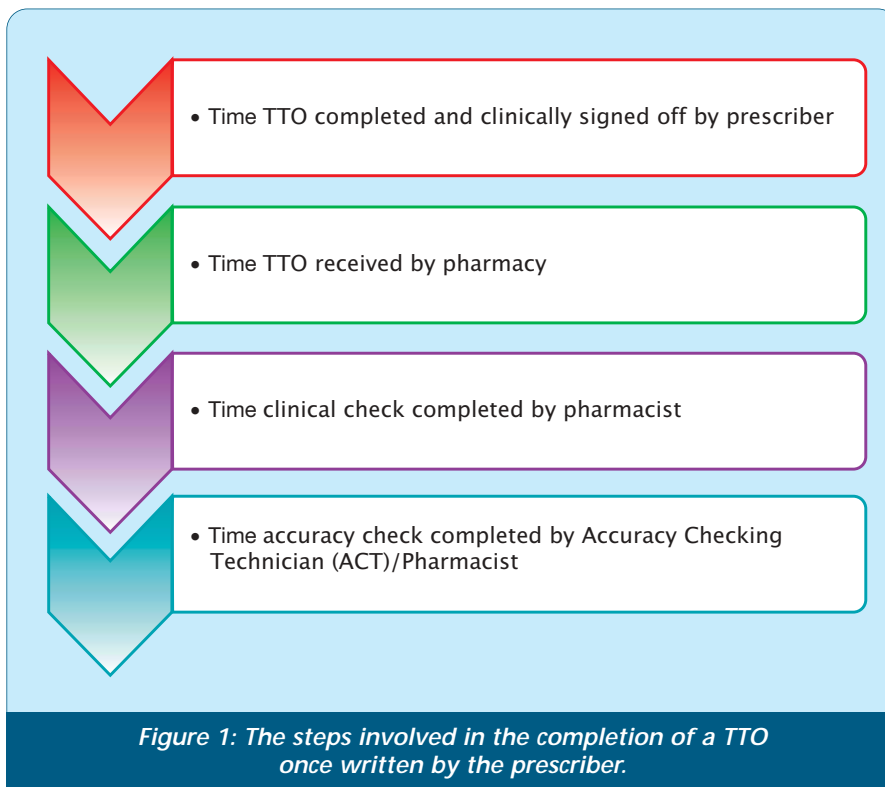 • Time TTO completed and clinically signed off by prescriber
• Time TTO received by pharmacy
• Time clinical check completed by pharmacist
• Time accuracy check completed by Accuracy Checking
Technician (ACT)/Pharmacist
Figure 1: The steps involved in the completion of a TTO
once written by the prescriber.